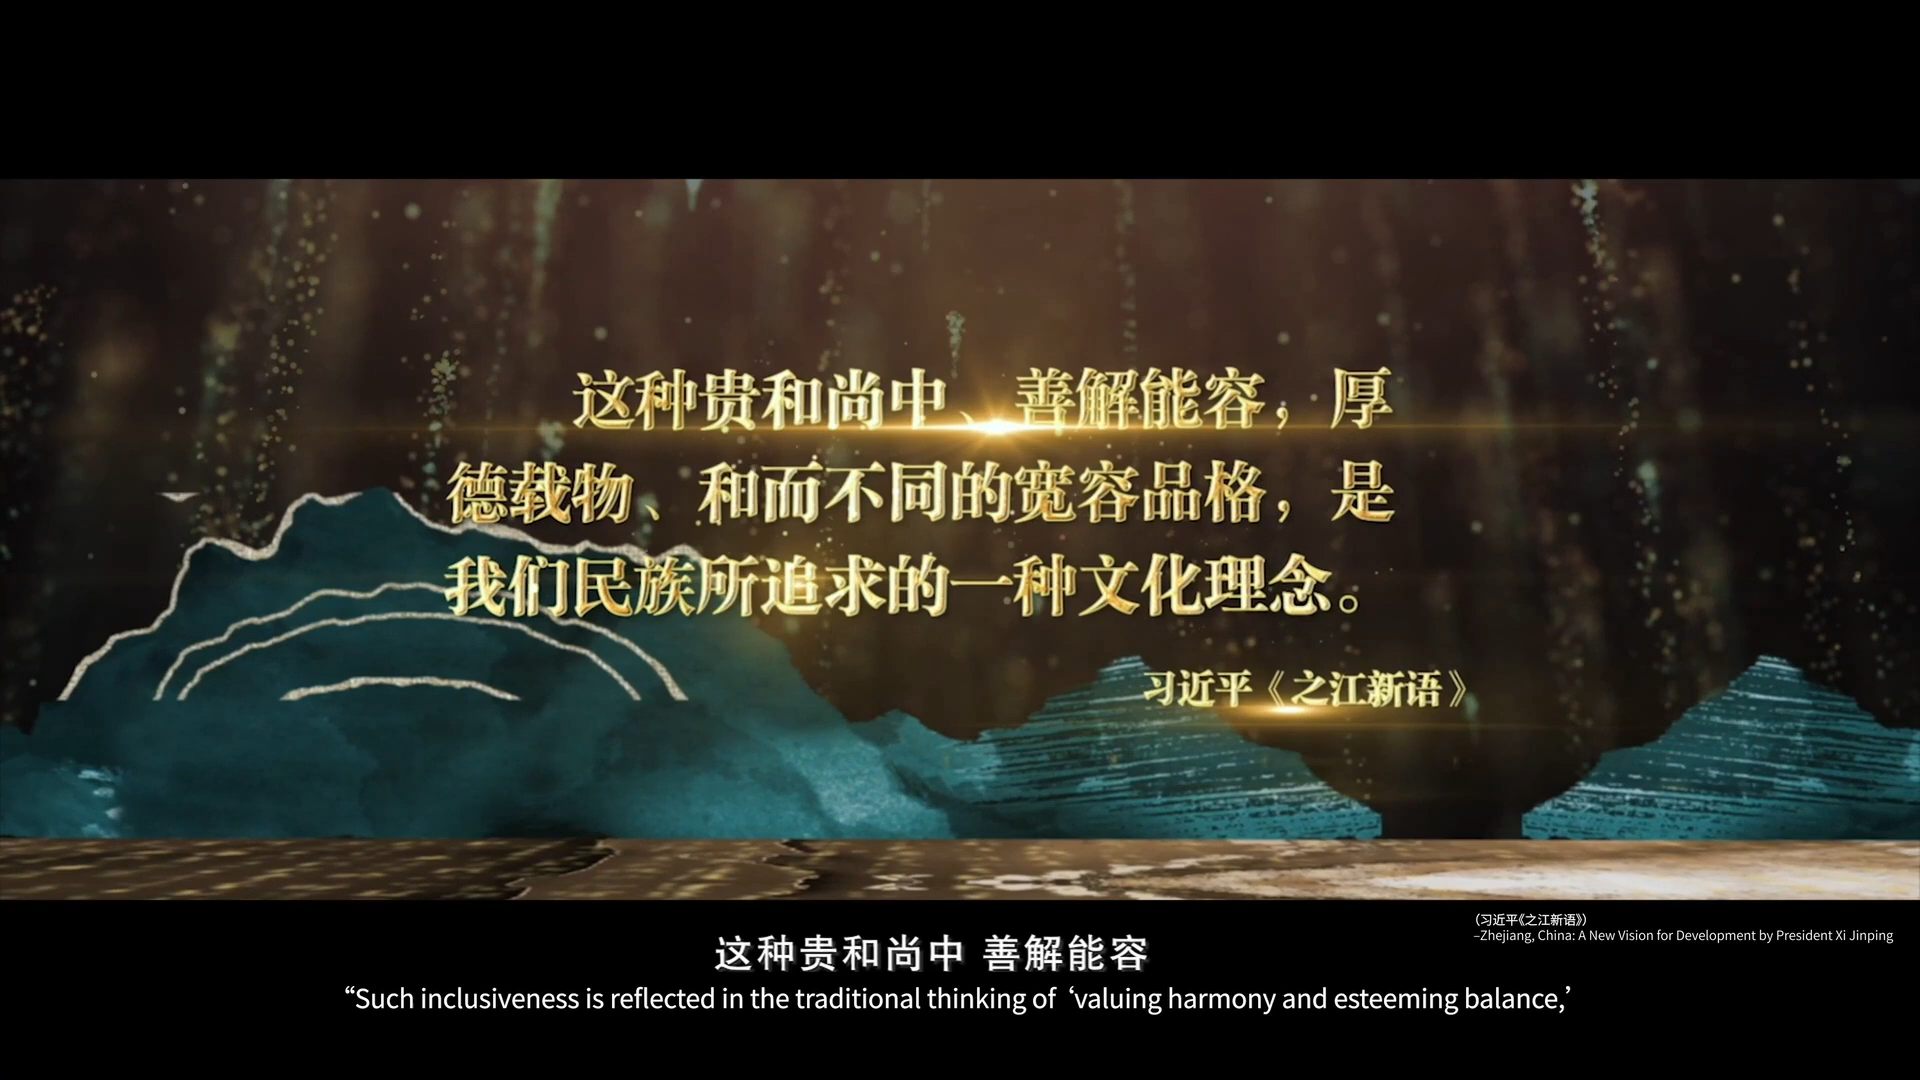 这种贵和尚中、善解能容，厚
德载物、和而不同的宽容品格，是
我们民族所追求的一种文化理念。
习近平《之江新语》
（习近平《之江新语》）
–Zhejiang, China: A New Vision for Development by President Xi Jinping
这种贵和尚中 善解能容
“Such inclusiveness is reflected in the traditional thinking of ‘valuing harmony and esteeming balance,’